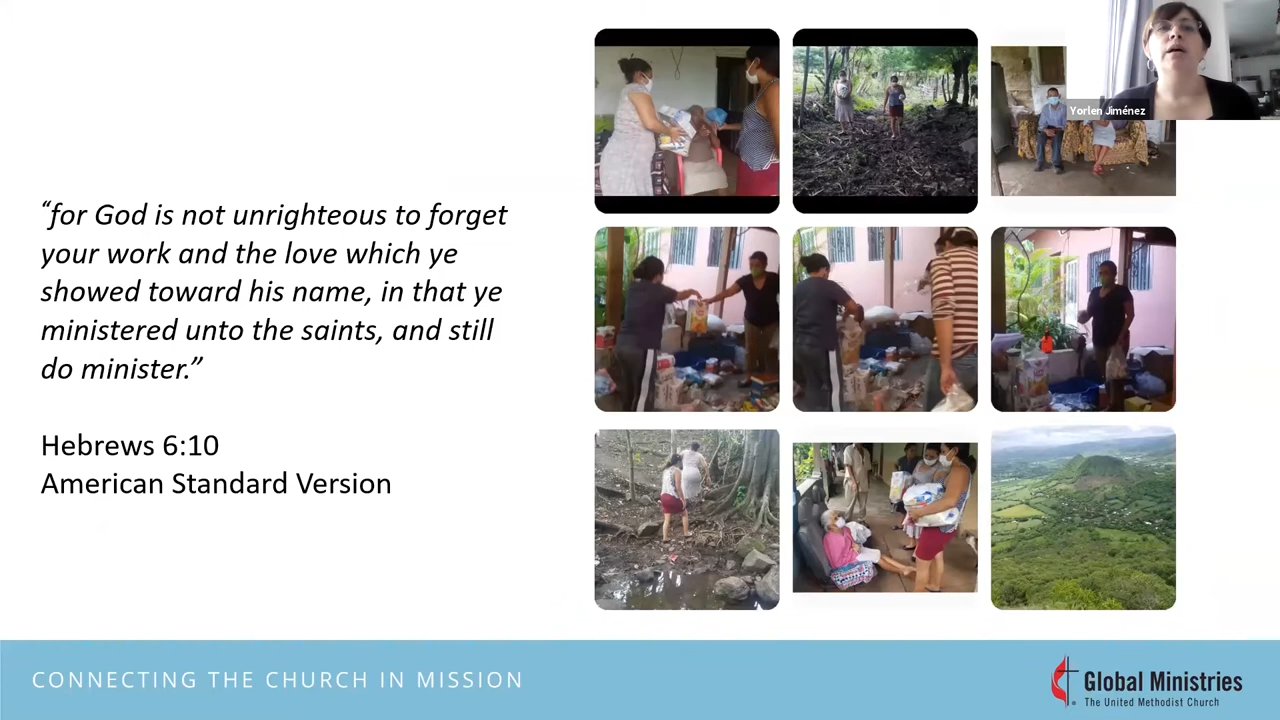 “for God is not unrighteous to forget
your work and the love which ye
showed toward his name, in that ye
ministered unto the saints, and still
do minister.”
Hebrews 6:10
American Standard Version
Yorlen Jiménez
CONNECTING THE CHURCH IN MISSION
Global Ministries
The United Methodist Church